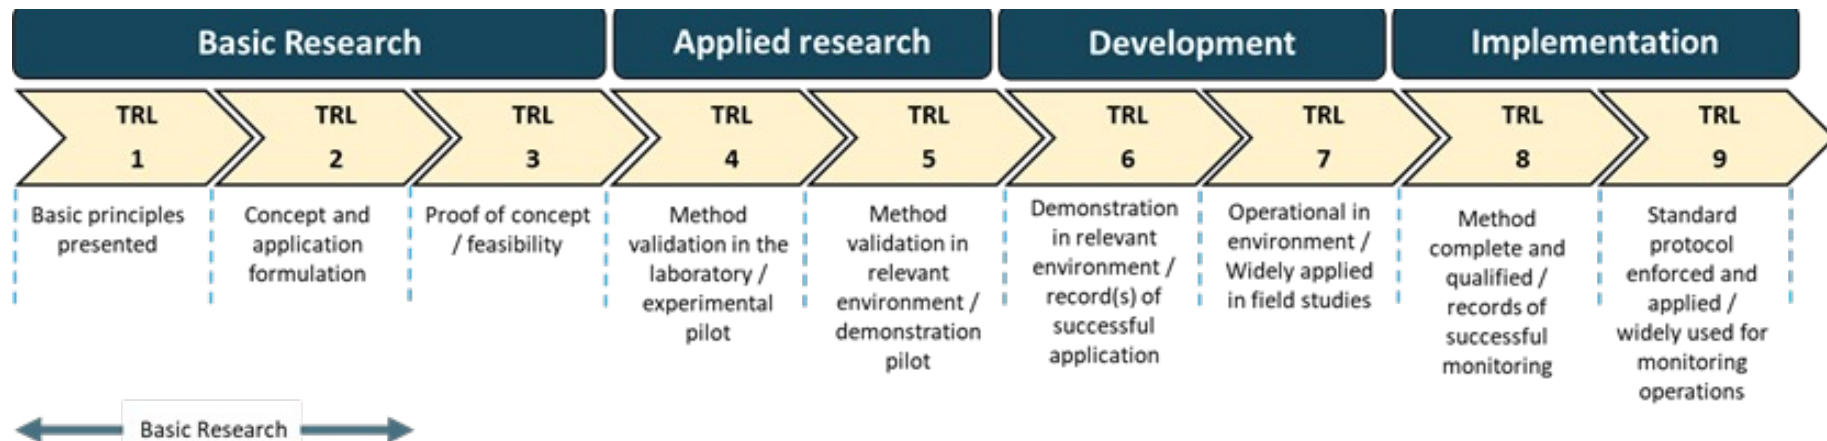 Basic Research
Applied research
Development
Implementation
TRL
1
TRL
2
TRL
3
TRL
4
TRL
5
TRL
6
TRL
7
TRL
8
TRL
9
Basic principles
presented
Concept and
application
formulation
Proof of concept
/ feasibility
Method
validation in the
laboratory /
experimental
pilot
Method
validation in
relevant
environment /
demonstration
pilot
Demonstration
in relevant
environment /
record(s) of
successful
application
Operational in
environment /
Widely applied
in field studies
Method
complete and
qualified /
records of
successful
monitoring
Standard
protocol
enforced and
applied /
widely used for
monitoring
operations
Basic Research